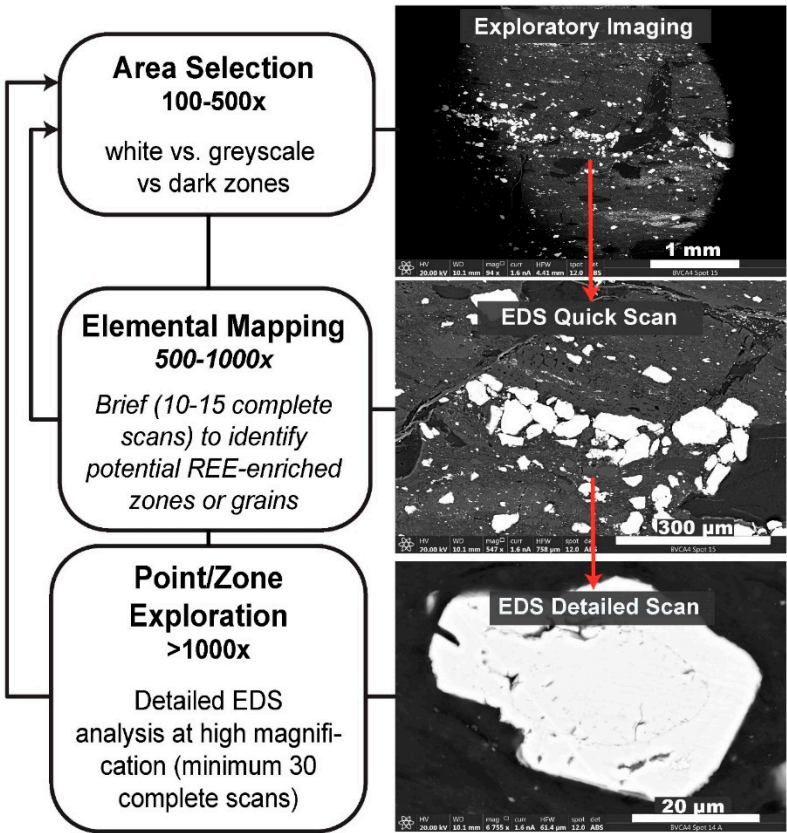 Area Selection
100-500x
white vs. greyscale
vs dark zones
Exploratory Imaging
1 mm
HV WD mag curr HFW spot det
20.00 kV 10.1 mm 94 x 1.6 nA 4.41 mm 12.0 ABS BVCA4 Spot 15
Elemental Mapping
500-1000x
Brief (10-15 complete
scans) to identify
potential REE-enriched
zones or grains
EDS Quick Scan
300 µm
HV WD mag curr HFW spot det
20.00 kV 10.1 mm 547 x 1.6 nA 758 µm 12.0 ABS BVCA4 Spot 15
Point/Zone
Exploration
>1000x
Detailed EDS
analysis at high magnifi-
cation (minimum 30
complete scans)
EDS Detailed Scan
20 µm
HV WD mag curr HFW spot det
20.00 kV 10.1 mm 6 755 x 1.6 nA 61.4 µm 12.0 ABS BVCA4 Spot 14 A